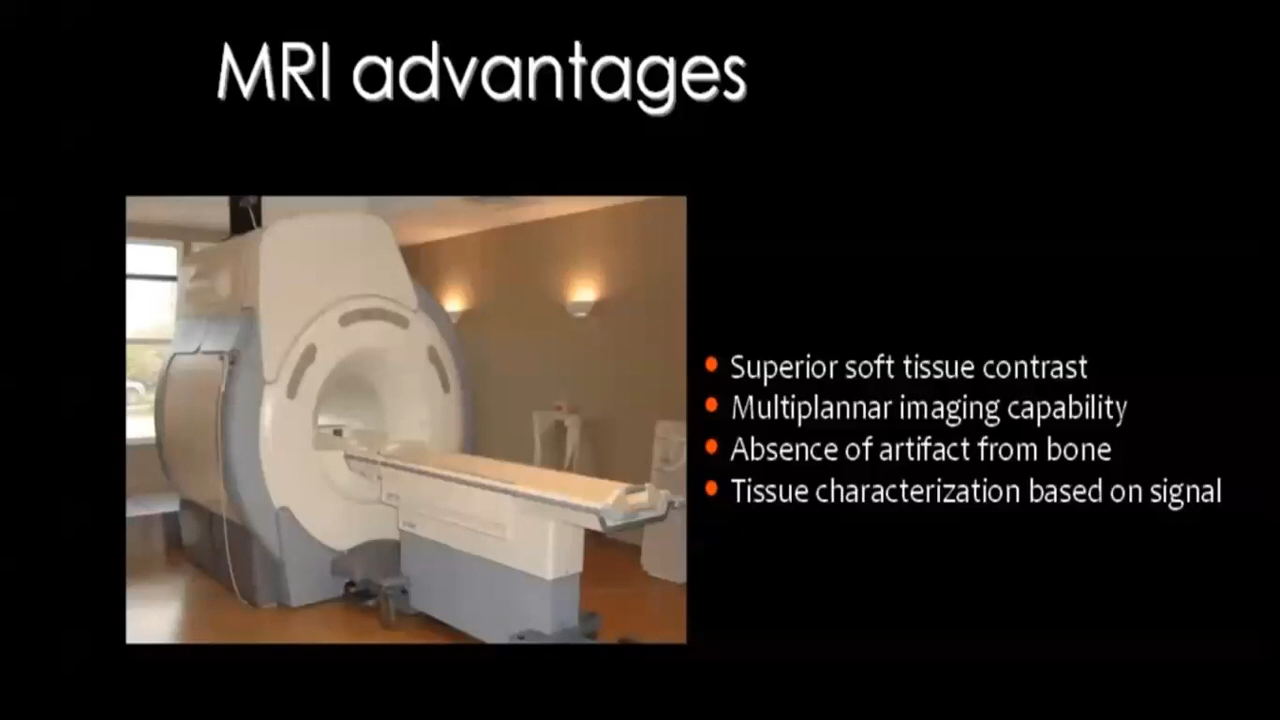 MRI advantages
Superior soft tissue contrast
Multiplannar imaging capability
Absence of artifact from bone
Tissue characterization based on signal